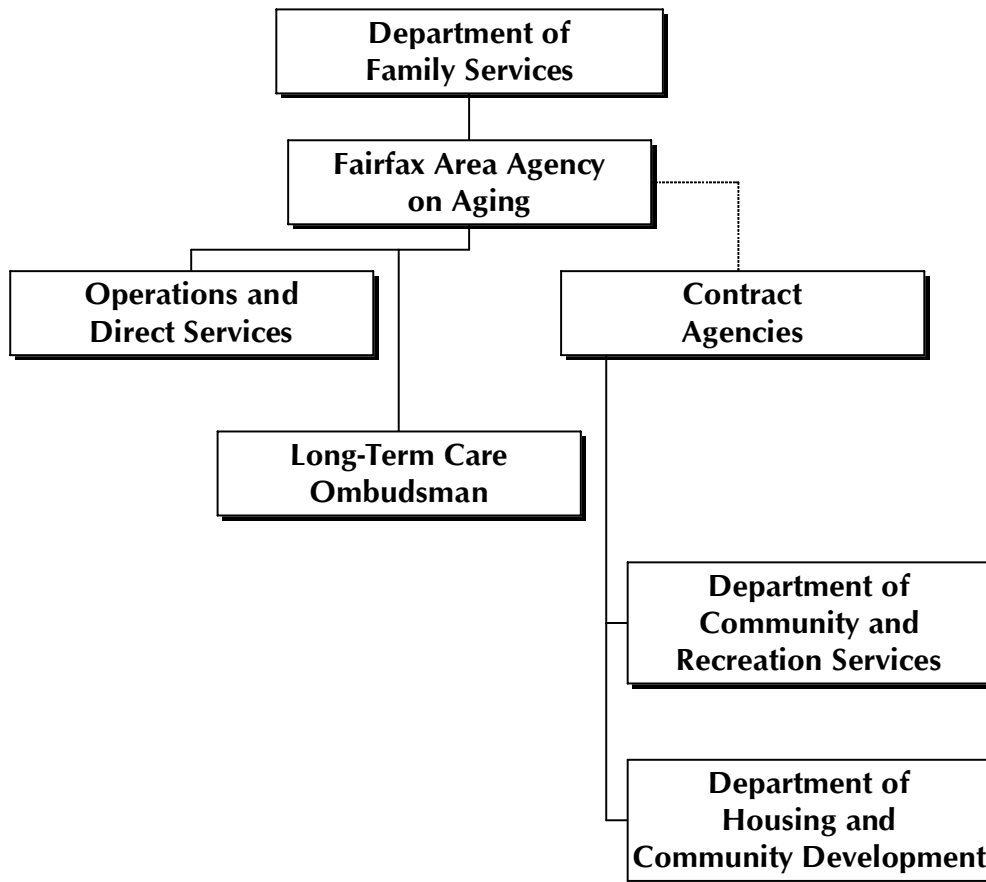 Department of
Family Services
Fairfax Area Agency
on Aging
Operations and
Direct Services
Contract
Agencies
Long-Term Care
Ombudsman
Department of
Community and
Recreation Services
Department of
Housing and
Community Development